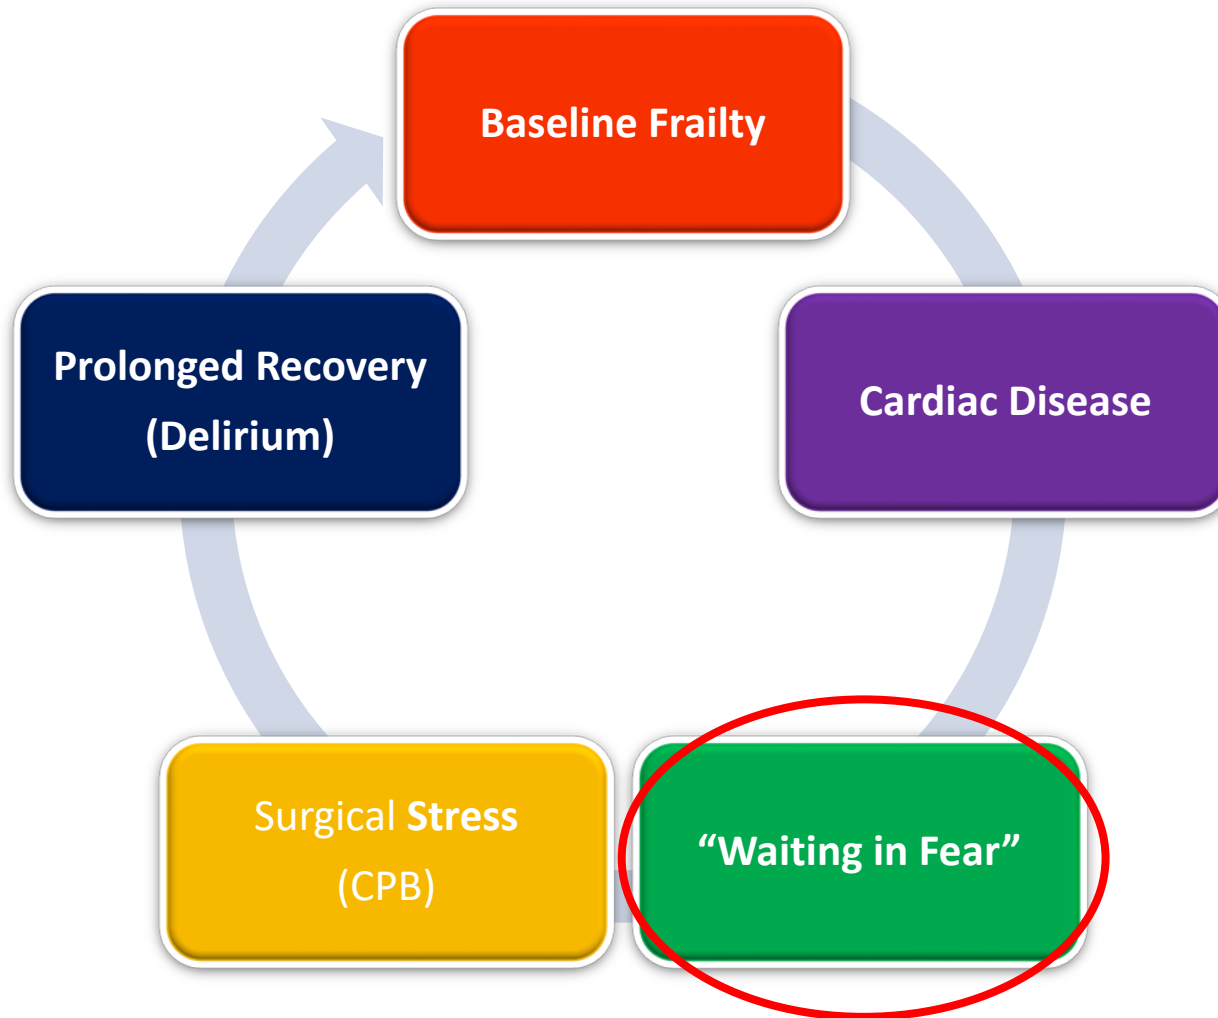 Baseline Frailty
Cardiac Disease
“Waiting in Fear”
Surgical Stress
(CPB)
Prolonged Recovery
(Delirium)